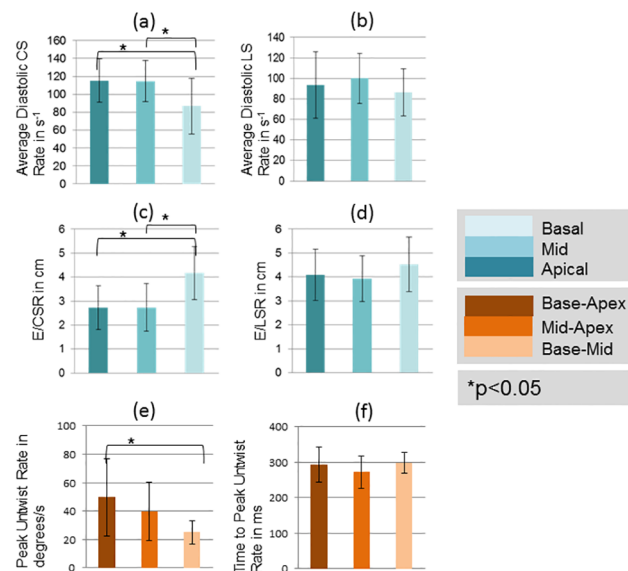 (a)
Average Diastolic CS
Rate in s-1
160
140
120
100
80
60
40
20
0
*
*
(b)
Average Diastolic LS
Rate in s-1
140
120
100
80
60
40
20
0
(c)
E/CSR in cm
6
5
4
3
2
1
0
*
*
(d)
E/LSR in cm
6
5
4
3
2
1
0
Basal
Mid
Apical
Base-Apex
Mid-Apex
Base-Mid
*p<0.05
(e)
Peak Untwist Rate in
degrees/s
100
80
60
40
20
0
*
(f)
Time to Peak Untwist
Rate in ms
400
300
200
100
0